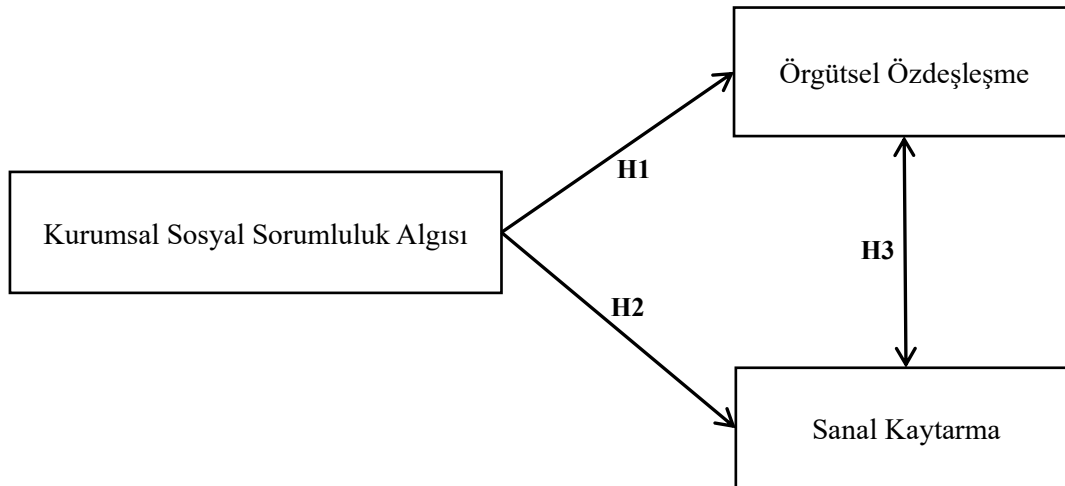 Örgütsel Özdeşleşme
H1
Kurumsal Sosyal Sorumluluk Algısı
H3
H2
Sanal Kaytarma